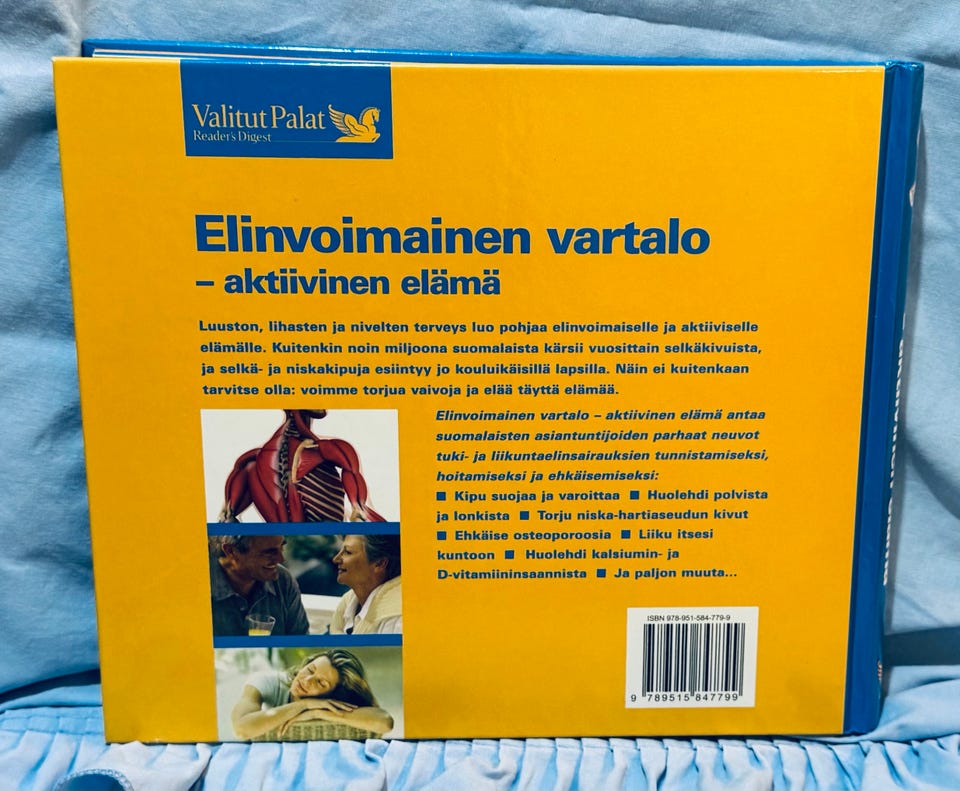 Valitut Palat
Reader's Digest
Elinvoimainen vartalo
– aktiivinen elämä
Luuston, lihasten ja nivelten terveys luo pohjaa elinvoimaiselle ja aktiiviselle
elämälle. Kuitenkin noin miljoona suomalaista kärsii vuosittain selkäkivuista,
ja selkä- ja niskakipuja esiintyy jo kouluikäisillä lapsilla. Näin ei kuitenkaan
tarvitse olla: voimme torjua vaivoja ja elää täyttä elämää.
Elinvoimainen vartalo – aktiivinen elämä antaa
suomalaisten asiantuntijoiden parhaat neuvot
tuki- ja liikuntaelinsairauksien tunnistamiseksi,
hoitamiseksi ja ehkäisemiseksi:
■ Kipu suojaa ja varoittaa ■ Huolehdi polvista
ja lonkista ■ Torju niska-hartiaseudun kivut
■ Ehkäise osteoporoosia ■ Liiku itsesi
kuntoon ■ Huolehdi kalsiumin- ja
D-vitamiininsaannista ■ Ja paljon muuta...
ISBN 978-951-584-779-9
9 789515 847799